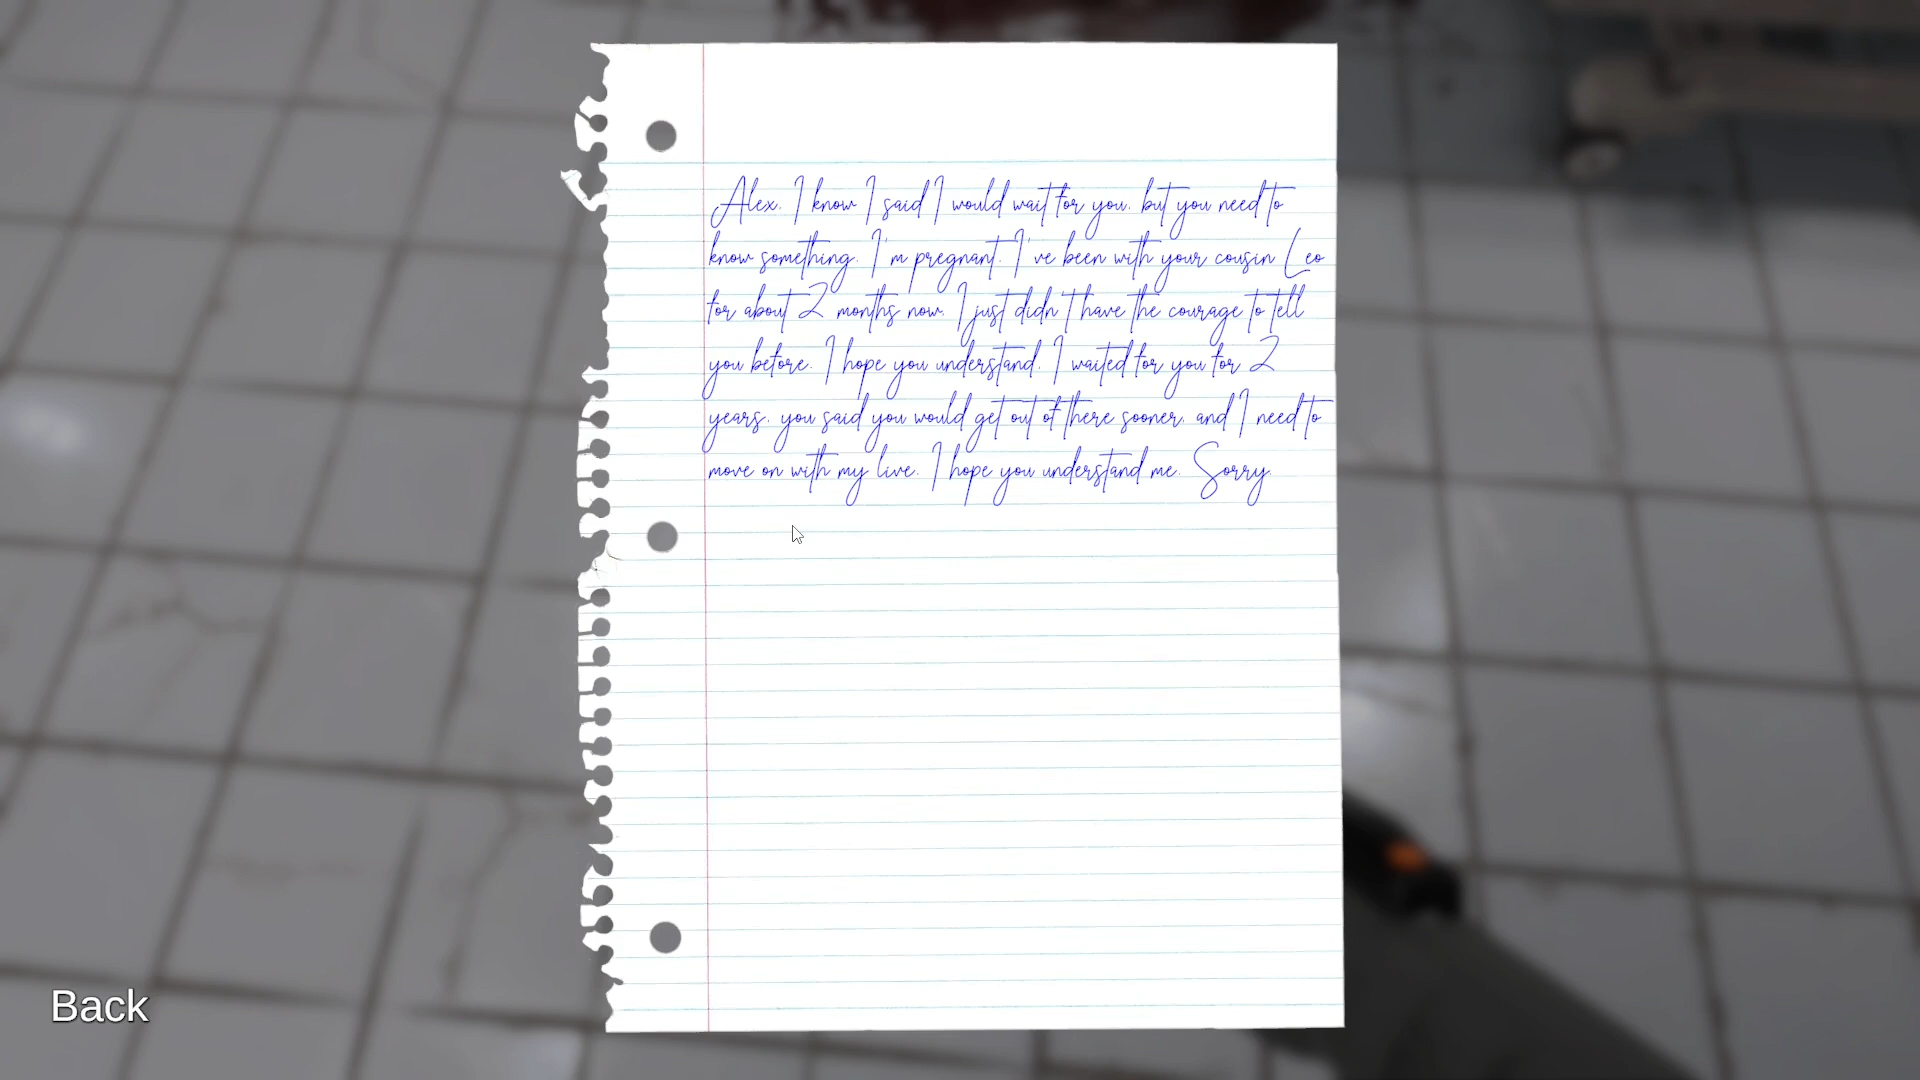 Alex. I know I said I would wait for you, but you need to
know something. I'm pregnant. I've been with your cousin Leo
for about 2 months now. I just didn't have the courage to tell
you before. I hope you understand. I waited for you for 2
years, you said you would get out of there sooner, and I need to
move on with my live. I hope you understand me. Sorry.
Back